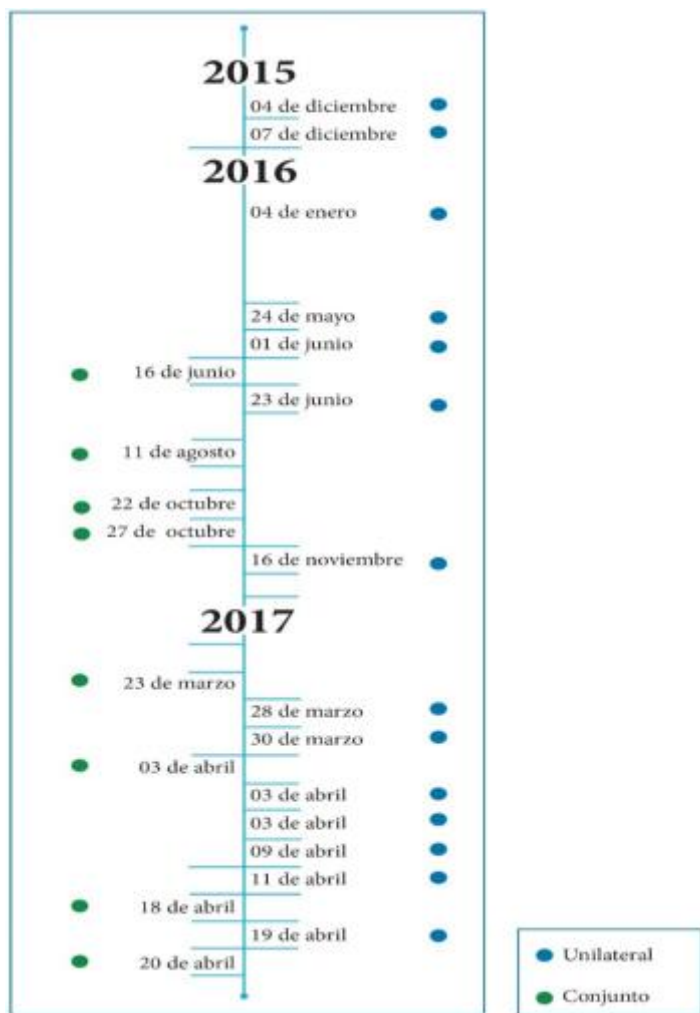 2015
04 de diciembre
07 de diciembre
2016
04 de enero
24 de mayo
01 de junio
16 de junio
23 de junio
11 de agosto
22 de octubre
27 de octubre
16 de noviembre
2017
23 de marzo
28 de marzo
30 de marzo
03 de abril
03 de abril
03 de abril
09 de abril
11 de abril
18 de abril
19 de abril
20 de abril
Unilateral
Conjunto